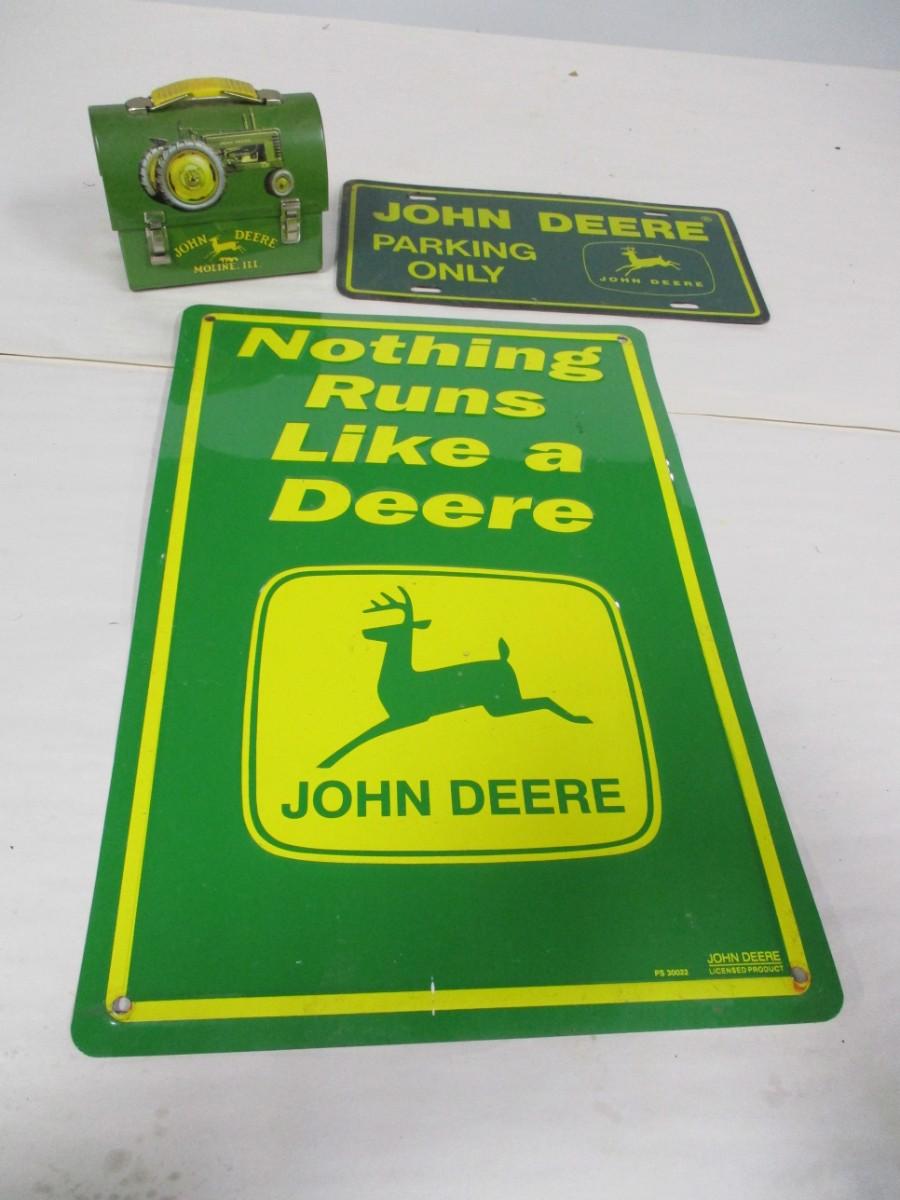 JOHN DEERE
MOLINE, ILL.
JOHN DEERE®
PARKING
ONLY
JOHN DEERE
Nothing
Runs
Like a
Deere
JOHN DEERE
PS 30022
JOHN DEERE
LICENSED PRODUCT